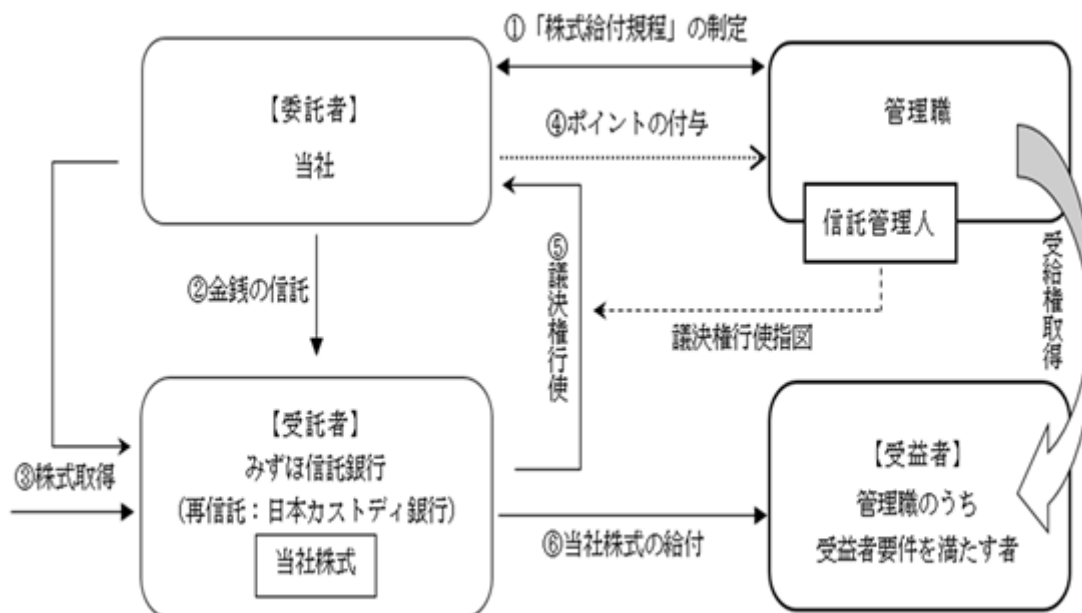 ①「株式給付規程」の制定
【委託者】
当社
④ポイントの付与
管理職
信託管理人
②金銭の信託
⑤議決権行使
議決権行使指図
受給権取得
③株式取得
【受託者】
みずほ信託銀行
(再信託：日本カストディ銀行)
当社株式
⑥当社株式の給付
【受益者】
管理職のうち
受益者要件を満たす者